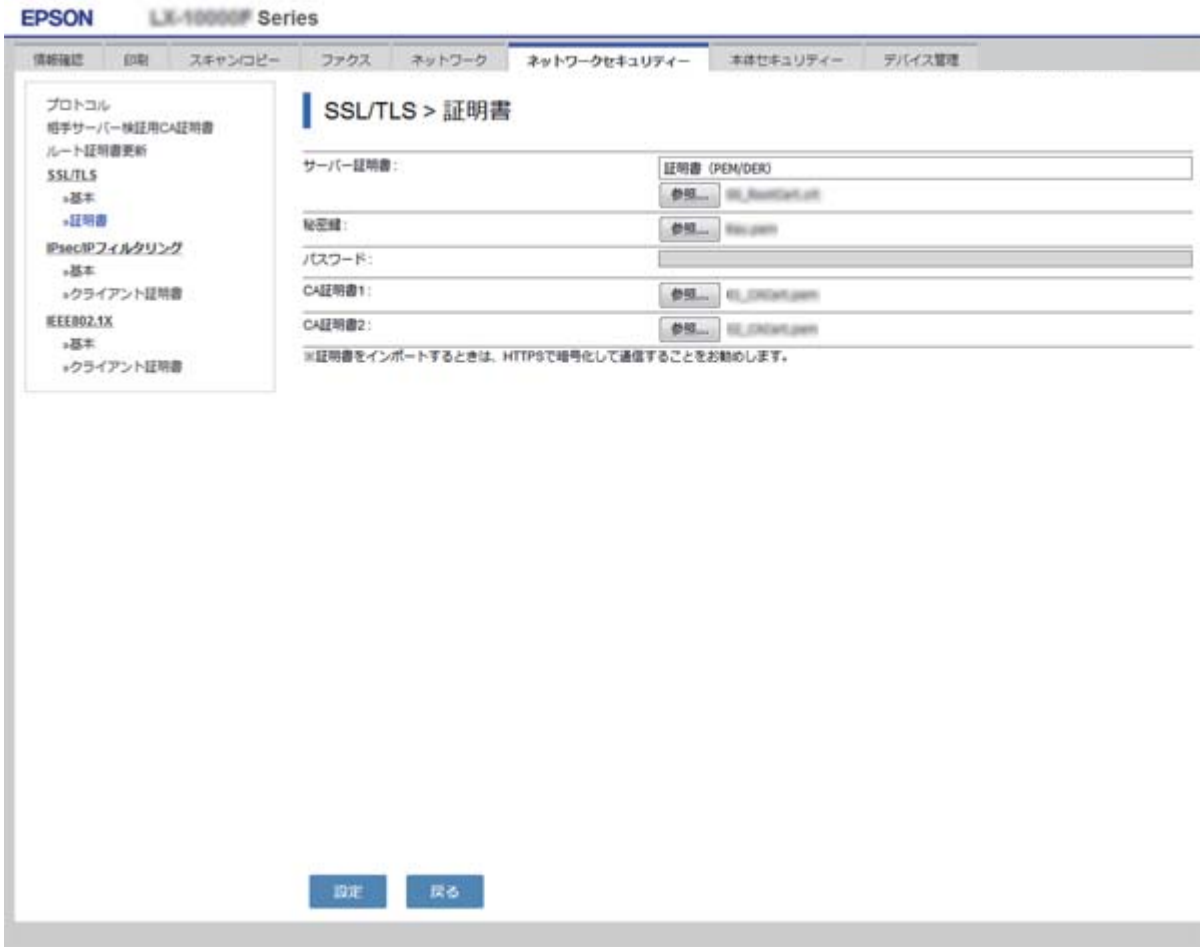 EPSON Series
情報確認 印刷 スキャン/コピー ファクス ネットワーク ネットワークセキュリティー 本体セキュリティー デバイス管理
プロトコル
相手サーバー検証用CA証明書
ルート証明書更新
SSL/TLS
»基本
»証明書
IPsec/IPフィルタリング
»基本
»クライアント証明書
IEEE802.1X
»基本
»クライアント証明書
SSL/TLS > 証明書
サーバー証明書: 証明書 (PEM/DER)
参照...
秘密鍵: 参照...
パスワード:
CA証明書1: 参照...
CA証明書2: 参照...
※証明書をインポートするときは、HTTPSで暗号化して通信することをお勧めします。
設定 戻る